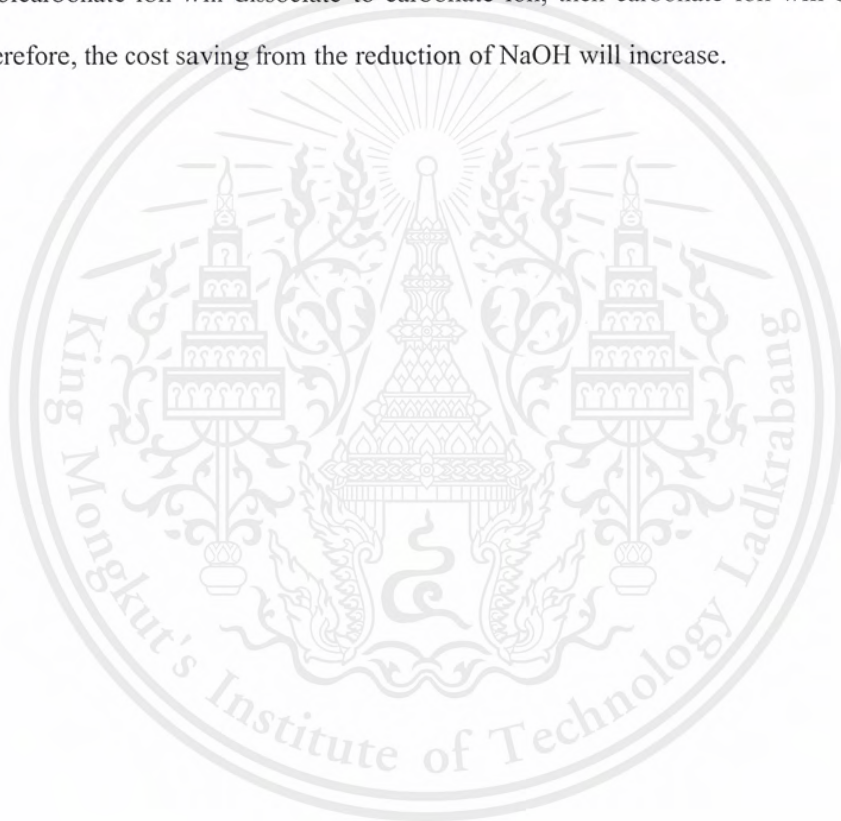 bicarbonate ion will dissociate to carbonate ion, then carbonate ion will
erefore, the cost saving from the reduction of NaOH will increase.
King Mongkut's Institute of Technology Ladkrabang